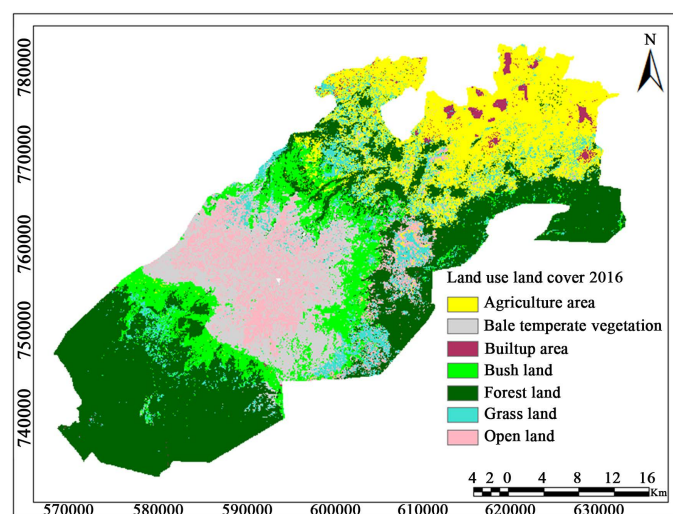 N
780000
770000
760000
750000
740000
Land use land cover 2016
Agriculture area
Bale temperate vegetation
Builtup area
Bush land
Forest land
Grass land
Open land
4 2 0 4 8 12 16
Km
570000 580000 590000 600000 610000 620000 630000